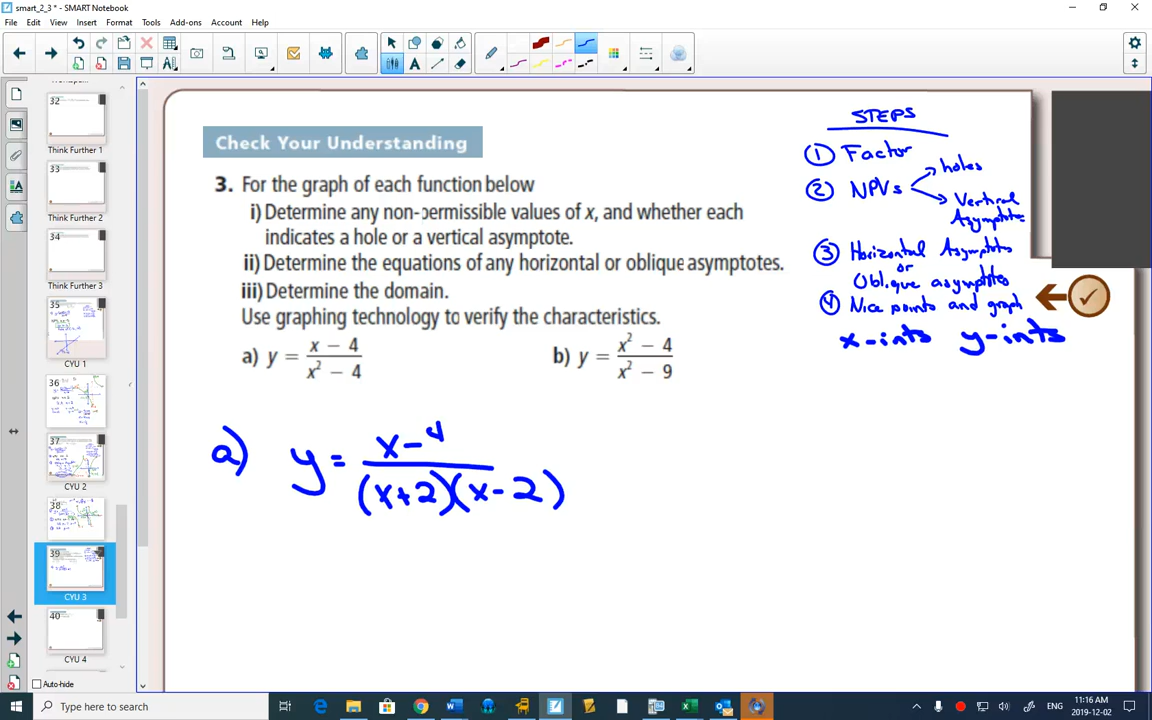 smart_2_3 * - SMART Notebook
File Edit View Insert Format Tools Add-ons Account Help
32
Think Further 1
33
Think Further 2
34
Think Further 3
35
CYU 1
36
37
CYU 2
38
39
CYU 3
40
CYU 4
Auto-hide
Check Your Understanding
3. For the graph of each function below
i) Determine any non-permissible values of x, and whether each
indicates a hole or a vertical asymptote.
ii) Determine the equations of any horizontal or oblique asymptotes.
iii) Determine the domain.
Use graphing technology to verify the characteristics.
a) y = (x − 4)/(x² − 4) b) y = (x² − 4)/(x² − 9)
STEPS
① Factor
② NPVs holes
Vertical
Asymptotes
③ Horizontal Asymptotes
or
Oblique asymptotes
④ Nice points and graph
x-ints y-ints
a) y = (x-4)/((x+2)(x-2))
Type here to search
ENG
11:16 AM
2019-12-02